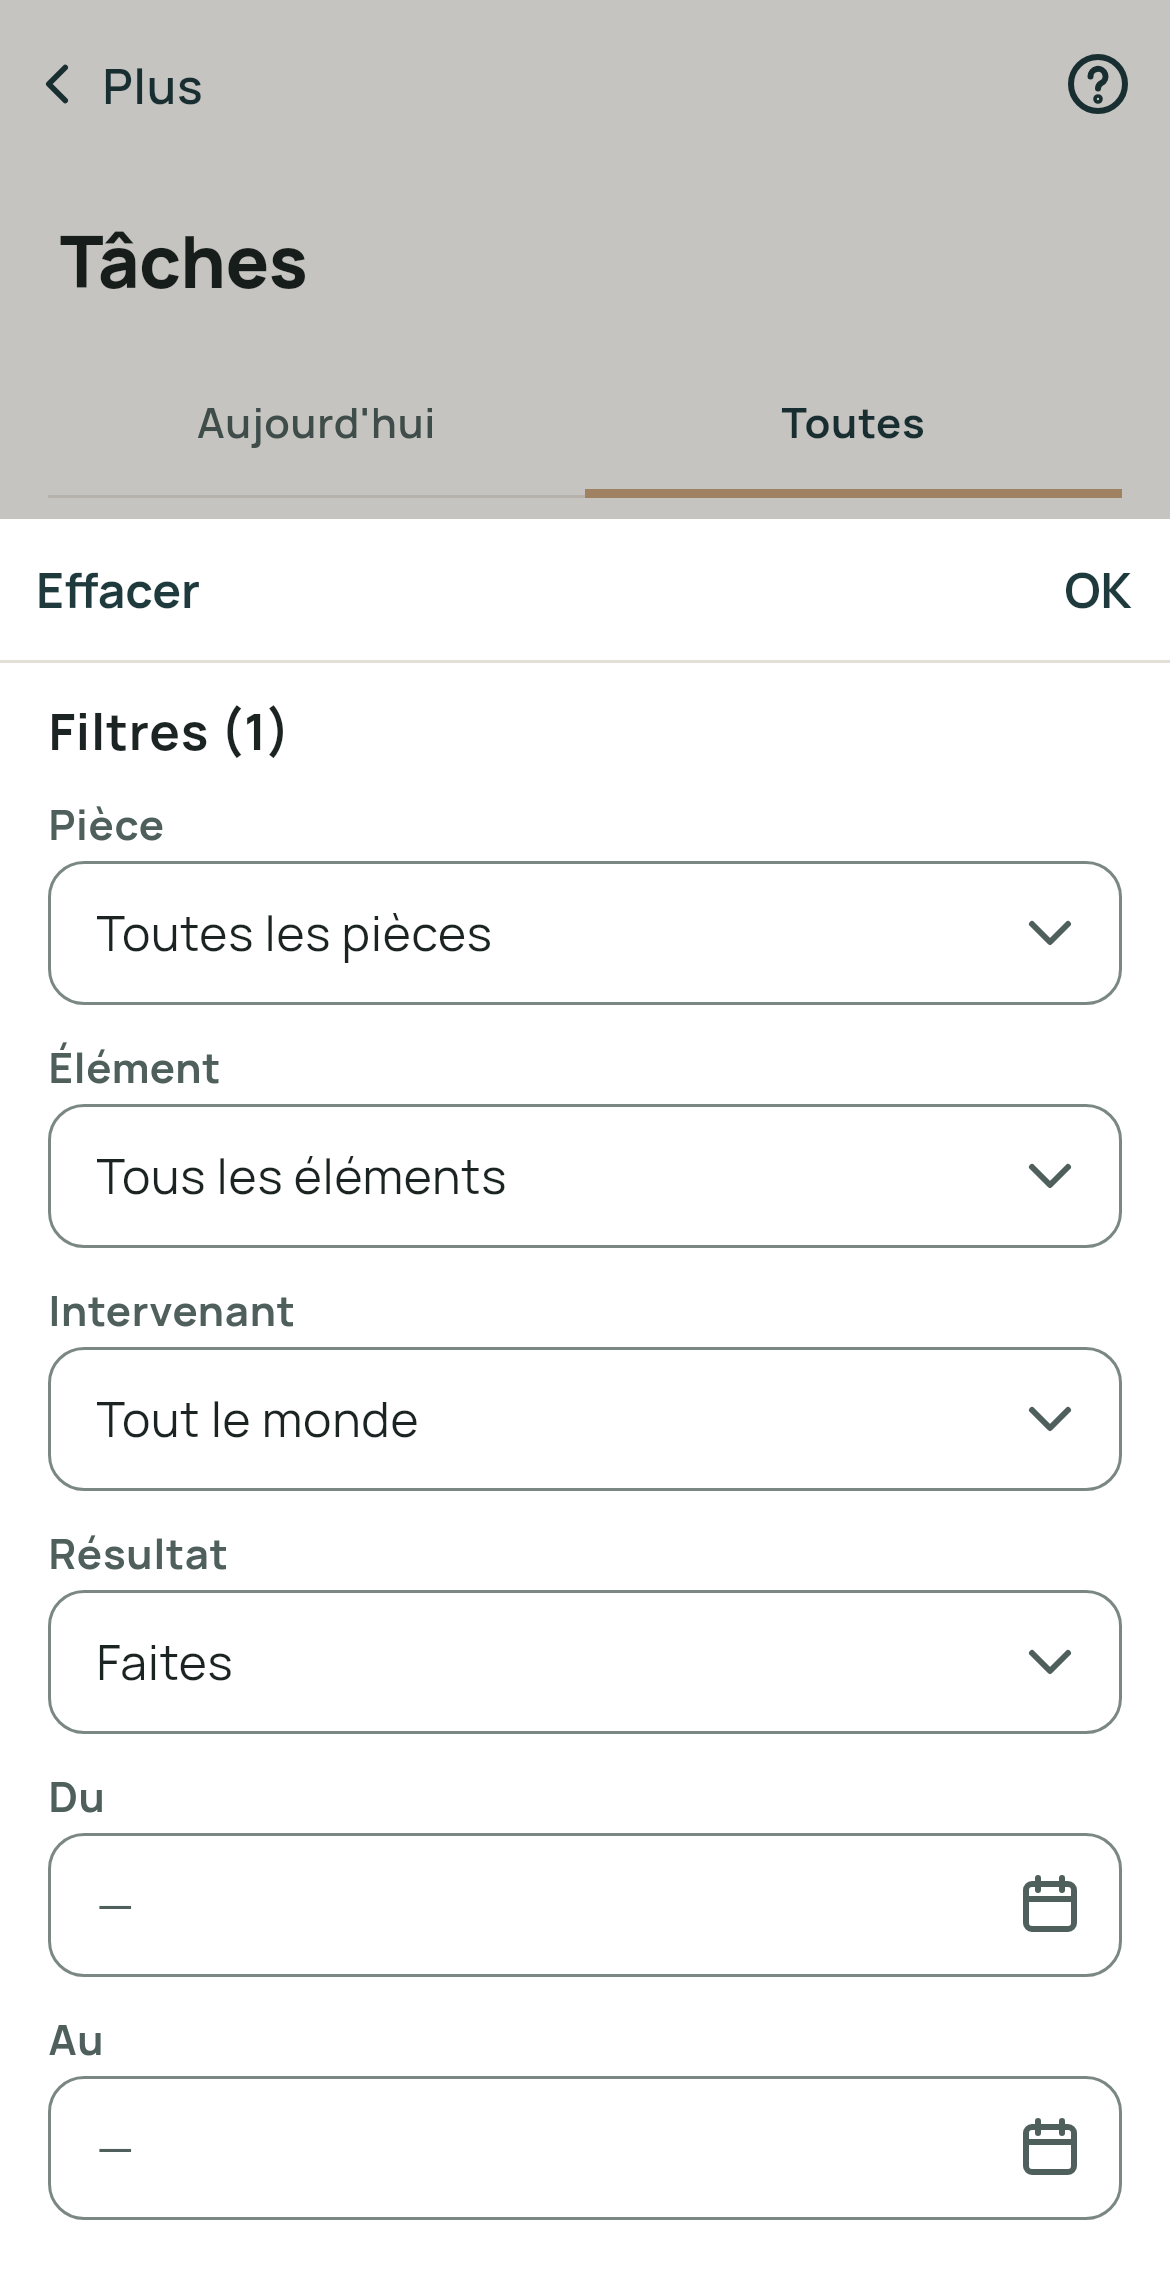 Plus
Tâches
Aujourd'hui
Toutes
Effacer
OK
Filtres (1)
Pièce
Toutes les pièces
Élément
Tous les éléments
Intervenant
Tout le monde
Résultat
Faites
Du
—
Au
—